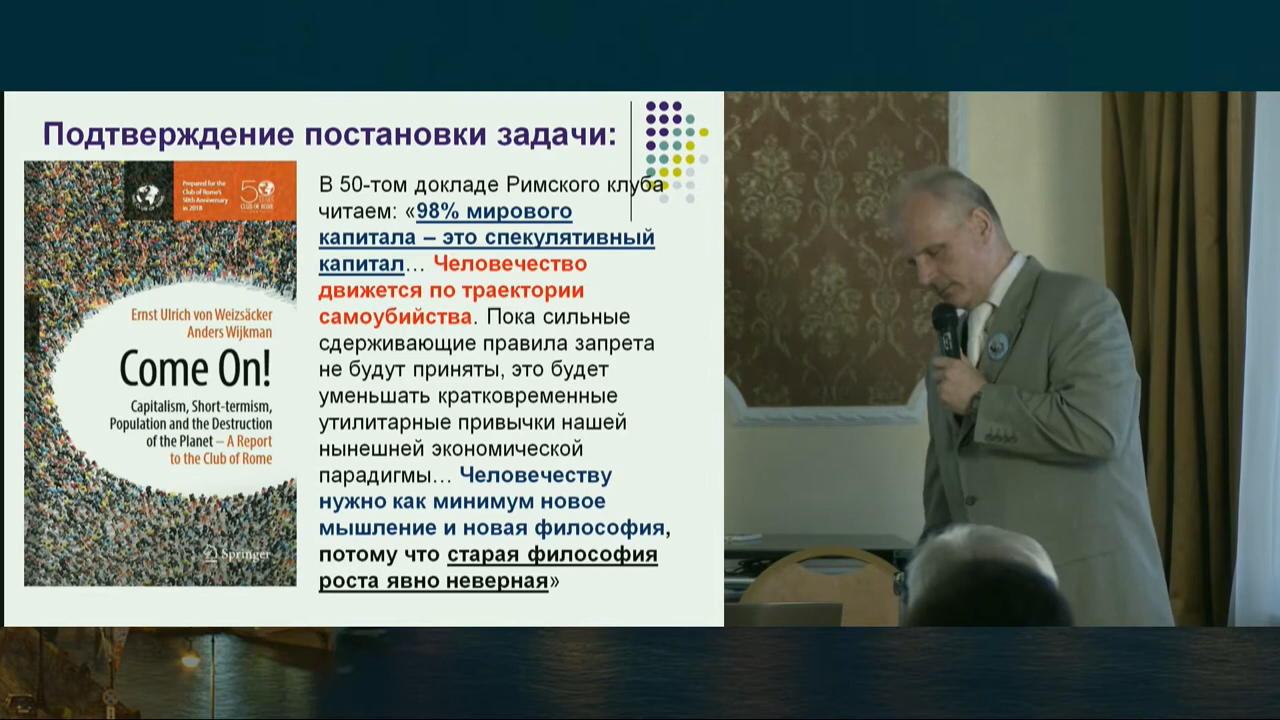 Подтверждение постановки задачи:
Prepared for the
Club of Rome's
50th Anniversary
in 2018
50
CLUB OF ROME
Ernst Ulrich von Weizsäcker
Anders Wijkman
Come On!
Capitalism, Short-termism,
Population and the Destruction
of the Planet – A Report
to the Club of Rome
Springer
В 50-том докладе Римского клуба
читаем: «98% мирового
капитала – это спекулятивный
капитал… Человечество
движется по траектории
самоубийства. Пока сильные
сдерживающие правила запрета
не будут приняты, это будет
уменьшать кратковременные
утилитарные привычки нашей
нынешней экономической
парадигмы… Человечеству
нужно как минимум новое
мышление и новая философия,
потому что старая философия
роста явно неверная»